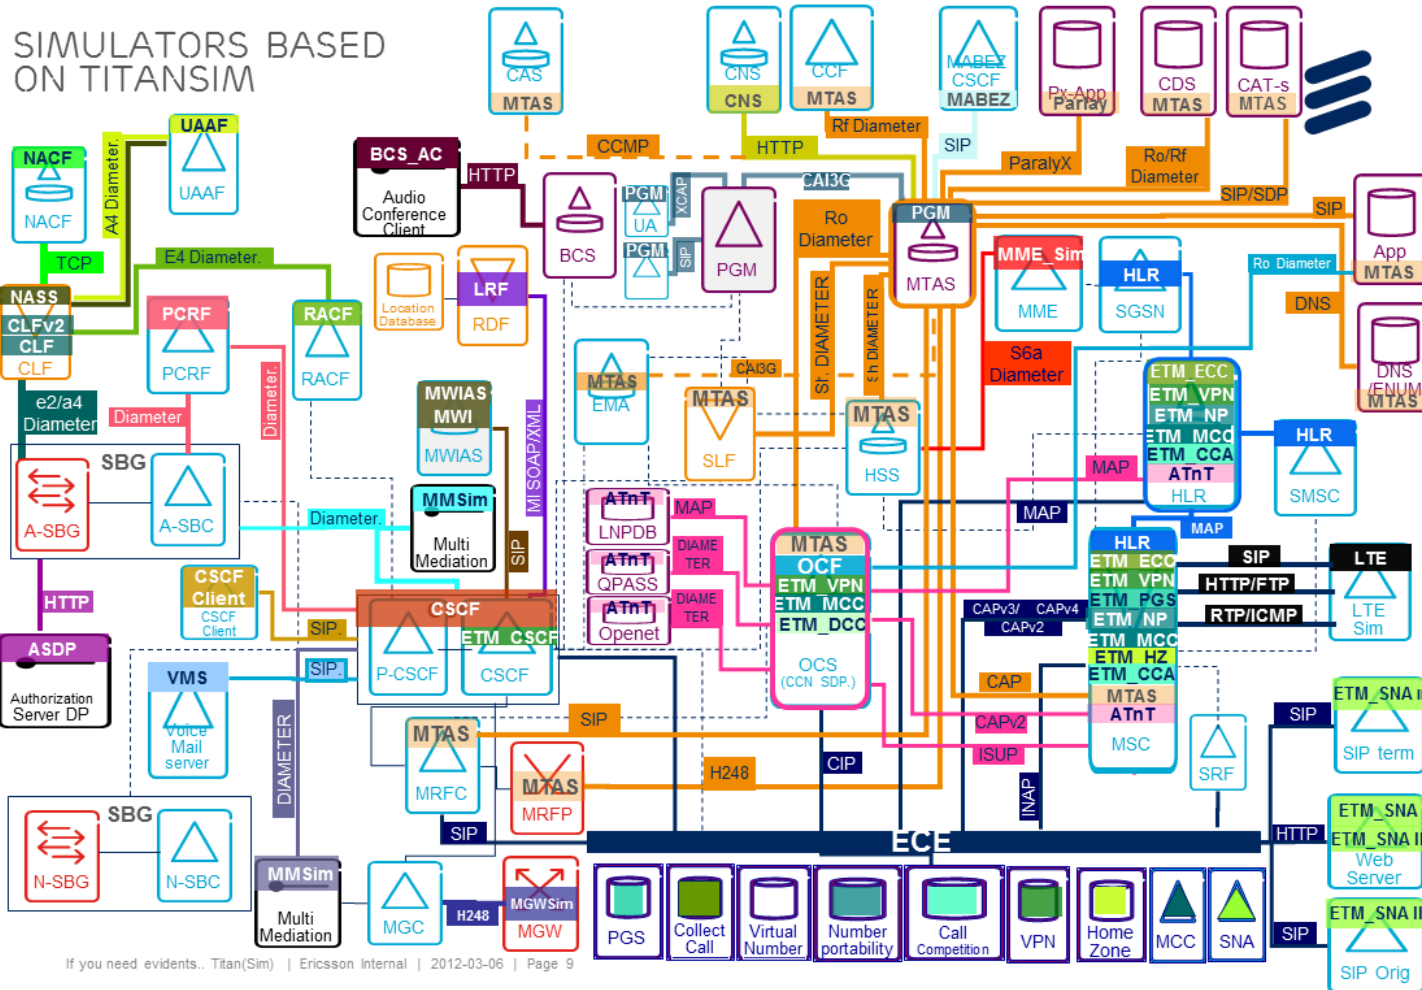 SIMULATORS BASED
ON TITANSIM
CAS
MTAS
CNS
CNS
CCF
MTAS
MABEZ
CSCF
MABEZ
Px-App
Parlay
CDS
MTAS
CAT-s
MTAS
UAAF
UAAF
NACF
NACF
A4 Diameter.
TCP
E4 Diameter.
BCS_AC
Audio
Conference
Client
HTTP
CCMP
HTTP
Rf Diameter
SIP
ParalyX
Ro/Rf
Diameter
SIP/SDP
SIP
BCS
PGM
UA
PGM
XCAP
SIP
PGM
CAI3G
Ro
Diameter
PGM
MTAS
App
MTAS
Ro Diameter
DNS
DNS
/ENUM
MTAS
NASS
CLFv2
CLF
CLF
PCRF
PCRF
RACF
RACF
Location
Database
LRF
RDF
MME_Sim
MME
HLR
SGSN
S6a
Diameter
Sh DIAMETER
Sh DIAMETER
e2/a4
Diameter
Diameter
Diameter.
MWIAS
MWI
MWIAS
MI SOAP/XML
MTAS
EMA
CAI3G
MTAS
SLF
MTAS
HSS
ETM_ECC
ETM_VPN
ETM_NP
ETM_MCC
ETM_CCA
ATnT
HLR
HLR
SMSC
MAP
MAP
MAP
SBG
A-SBG
A-SBC
Diameter.
MMSim
Multi
Mediation
SIP
ATnT
LNPDB
MAP
ATnT
QPASS
DIAME
TER
ATnT
Openet
DIAME
TER
MTAS
OCF
ETM_VPN
ETM_MCC
ETM_DCC
OCS
(CCN SDP.)
HLR
ETM_ECC
ETM_VPN
ETM_PGS
ETM_NP
ETM_MCC
ETM_HZ
ETM_CCA
MTAS
ATnT
MSC
SIP
HTTP/FTP
RTP/ICMP
LTE
LTE
Sim
CAPv3/ CAPv4
CAPv2
HTTP
CSCF
Client
CSCF
Client
SIP.
CSCF
ETM_CSCF
P-CSCF
CSCF
ASDP
Authorization
Server DP
VMS
Voice
Mail
server
SIP.
DIAMETER
CAP
CAPv2
ISUP
SIP
MTAS
MRFC
MTAS
MRFP
H248
CIP
INAP
SRF
SIP
ETM_SNA
SIP term
SBG
N-SBG
N-SBC
SIP
ECE
HTTP
ETM_SNA
ETM_SNA
Web
Server
MMSim
Multi
Mediation
MGC
H248
MGWSim
MGW
PGS
Collect
Call
Virtual
Number
Number
portability
Call
Competition
VPN
Home
Zone
MCC
SNA
SIP
ETM_SNA
SIP Orig
If you need evidents.. Titan(Sim) | Ericsson Internal | 2012-03-06 | Page 9